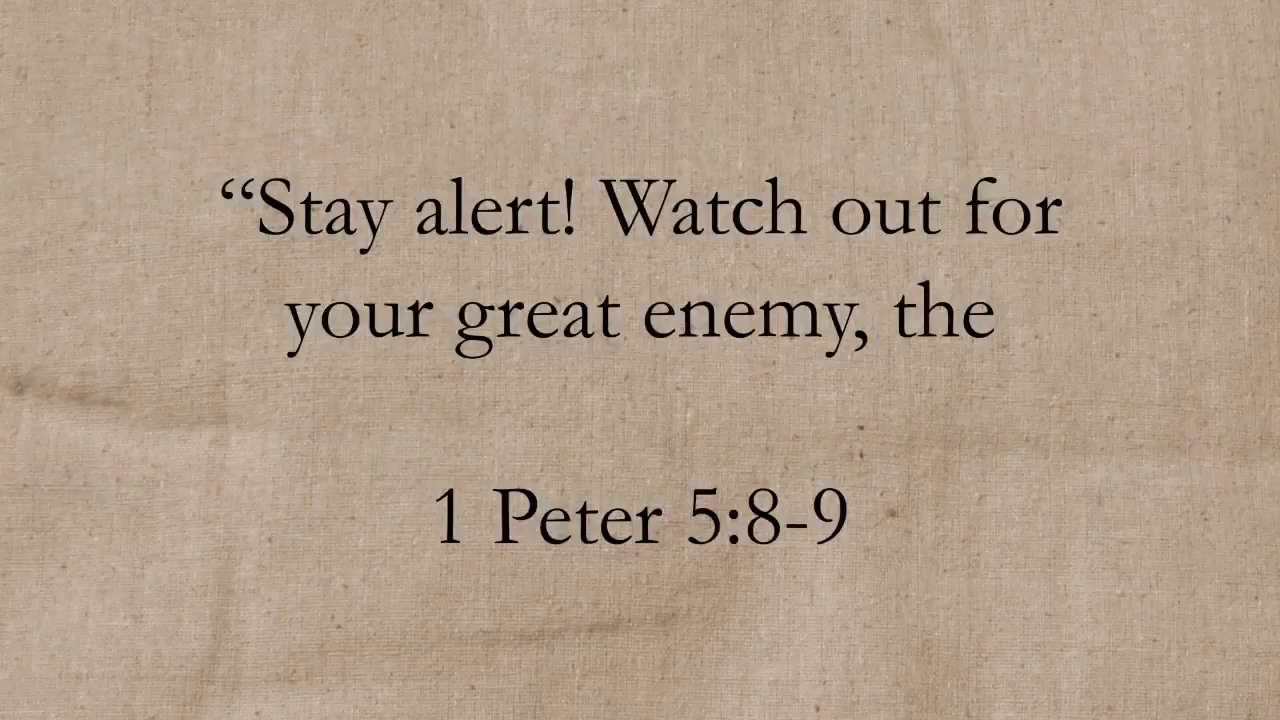 “Stay alert! Watch out for
your great enemy, the
1 Peter 5:8-9